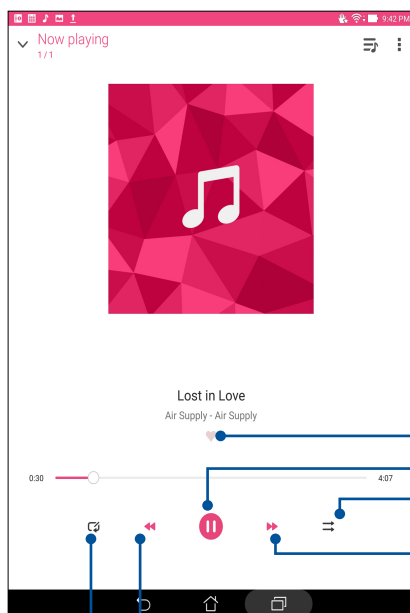 9:42 PM
Now playing
1/1
Lost in Love
Air Supply - Air Supply
0:30
4:07